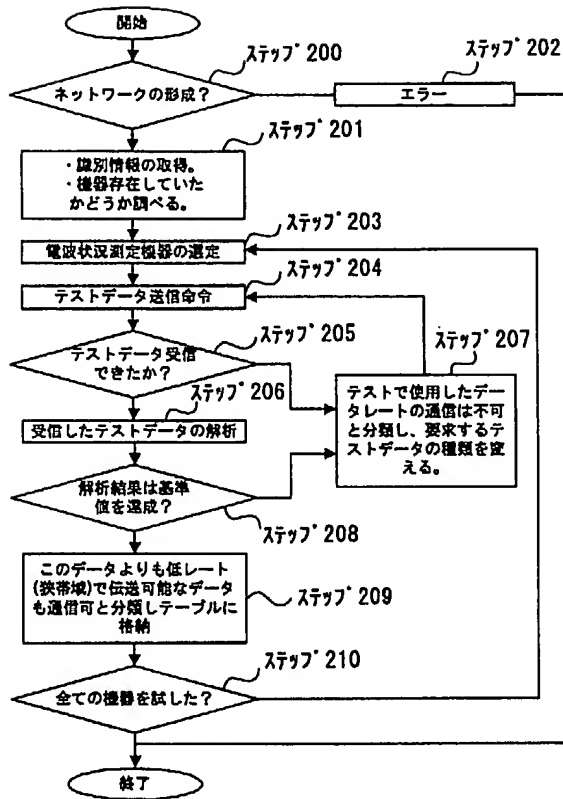 開始
ステップ200
ネットワークの形成?
ステップ202
エラー
ステップ201
・識別情報の取得。
・機器存在していた
かどうか調べる。
ステップ203
電波状況測定機器の選定
ステップ204
テストデータ送信命令
ステップ205
テストデータ受信
できたか?
ステップ207
テストで使用したデー
タレートの通信は不可
と分類し、要求するテ
ストデータの種類を変
える。
ステップ206
受信したテストデータの解析
解析結果は基準
値を達成?
ステップ208
このデータよりも低レート
(狭帯域)で伝送可能なデータ
も通信可と分類しテーブルに
格納
ステップ209
ステップ210
全ての機器を試した?
終了